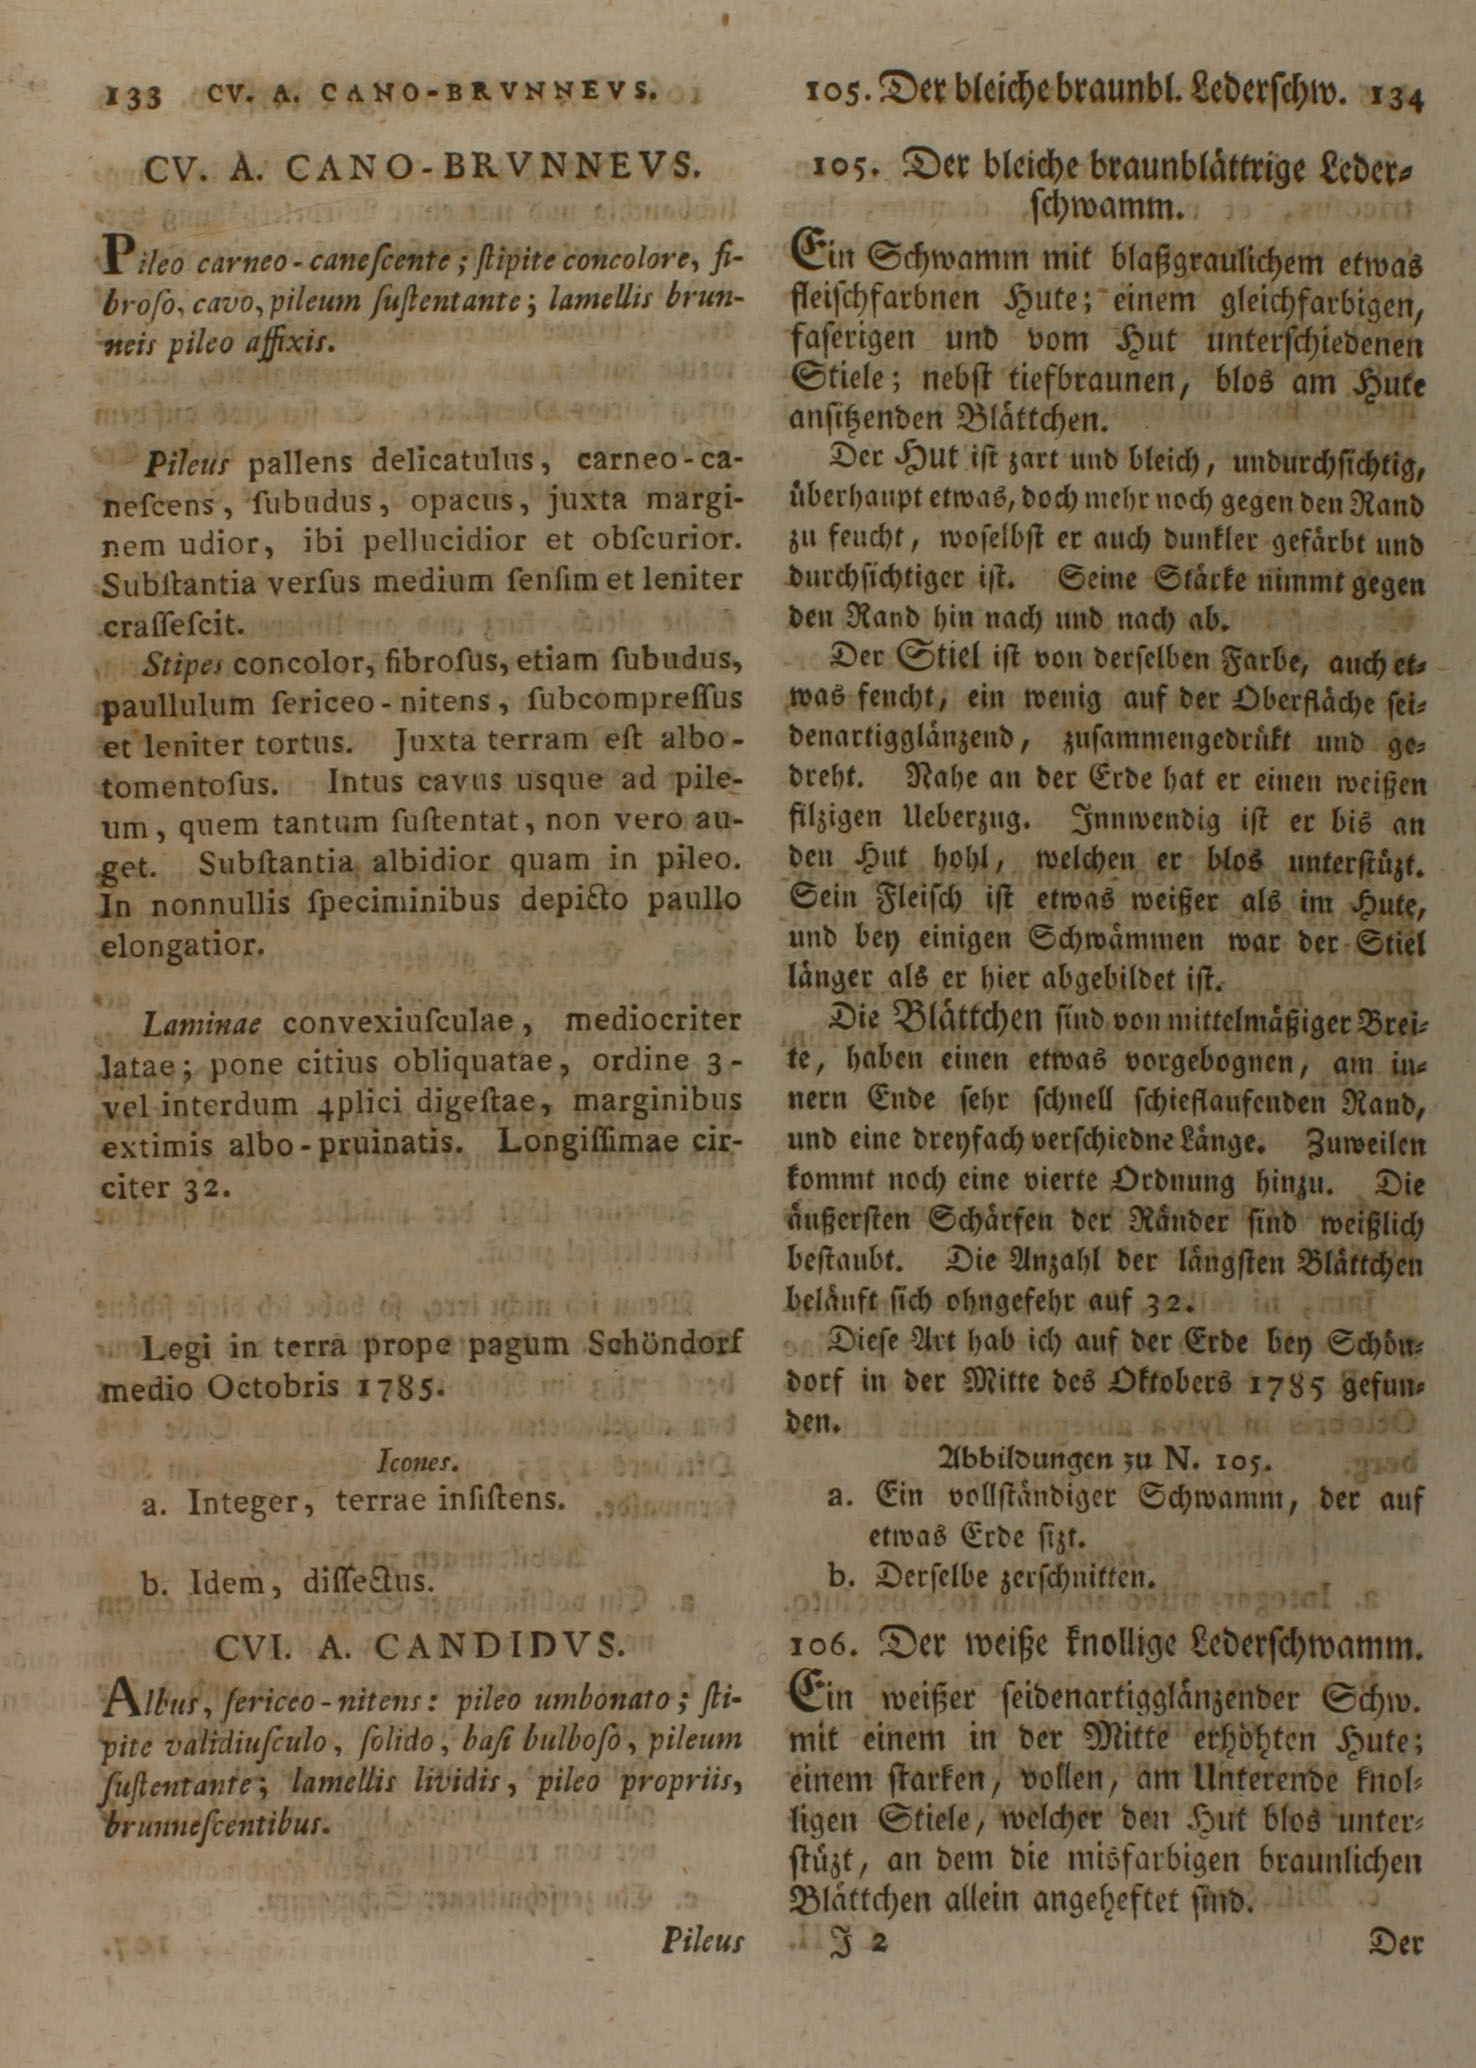 133 CV. A. CANO-BRVNNEVS.
CV. A. CANO-BRVNNEVS.
Pileo carneo-caneſcente; ſtipite concolore, fi-
broſo, cavo, pileum ſuſtentante; lamellis brun-
neis pileo affixis.
Pileus pallens delicatulus, carneo-ca-
neſcens, ſubudus, opacus, juxta margi-
nem udior, ibi pellucidior et obſcurior.
Subſtantia verſus medium ſenſim et leniter
craſſeſcit.
Stipes concolor, fibroſus, etiam ſubudus,
paullulum ſericeo-nitens, ſubcompreſſus
et leniter tortus. Juxta terram eſt albo-
tomentoſus. Intus cavus usque ad pile-
um, quem tantum ſuſtentat, non vero au-
get. Subſtantia albidior quam in pileo.
In nonnullis ſpeciminibus depicto paullo
elongatior.
Laminae convexiuſculae, mediocriter
latae; pone citius obliquatae, ordine 3-
vel interdum 4plici digeſtae, marginibus
extimis albo-pruinatis. Longiſſimae cir-
citer 32.
Legi in terra prope pagum Schöndorf
medio Octobris 1785.
Icones.
a. Integer, terrae inſiſtens.
b. Idem, diſſectus.
CVI. A. CANDIDVS.
Albus, ſericeo-nitens: pileo umbonato; ſti-
pite validiuſculo, ſolido, baſi bulboſo, pileum
ſuſtentante; lamellis lividis, pileo propriis,
brunneſcentibus.
Pileus
105. Der bleiche braunbl. Lederſchw. 134
105. Der bleiche braunblättrige Leder-
ſchwamm.
Ein Schwamm mit blaßgraulichem etwas
fleiſchfarbnen Hute; einem gleichfarbigen,
faſerigen und vom Hut unterſchiedenen
Stiele; nebſt tiefbraunen, blos am Hute
anſitzenden Blättchen.
Der Hut iſt zart und bleich, undurchſichtig,
überhaupt etwas, doch mehr noch gegen den Rand
zu feucht, woſelbſt er auch dunkler gefärbt und
durchſichtiger iſt. Seine Stärke nimmt gegen
den Rand hin nach und nach ab.
Der Stiel iſt von derſelben Farbe, auch et-
was feucht, ein wenig auf der Oberfläche ſei-
denartigglänzend, zuſammengedrükt und ge-
dreht. Nahe an der Erde hat er einen weißen
filzigen Ueberzug. Innwendig iſt er bis an
den Hut hohl, welchen er blos unterſtüzt.
Sein Fleiſch iſt etwas weißer als im Hute,
und bey einigen Schwämmen war der Stiel
länger als er hier abgebildet iſt.
Die Blättchen ſind von mittelmäßiger Brei-
te, haben einen etwas vorgebognen, am in-
nern Ende ſehr ſchnell ſchieflaufenden Rand,
und eine dreyfach verſchiedne Länge. Zuweilen
kommt noch eine vierte Ordnung hinzu. Die
äußerſten Schärfen der Ränder ſind weißlich
beſtaubt. Die Anzahl der längſten Blättchen
beläuft ſich ohngefehr auf 32.
Dieſe Art hab ich auf der Erde bey Schön-
dorf in der Mitte des Oktobers 1785 gefun-
den.
Abbildungen zu N. 105.
a. Ein vollſtändiger Schwamm, der auf
etwas Erde ſizt.
b. Derſelbe zerſchnitten.
106. Der weiße knollige Lederſchwamm.
Ein weißer ſeidenartigglänzender Schw.
mit einem in der Mitte erhöhten Hute;
einem ſtarken, vollen, am Unterende knol-
ligen Stiele, welcher den Hut blos unter-
ſtüzt, an dem die misfarbigen braunlichen
Blättchen allein angeheftet ſind.
J 2 Der